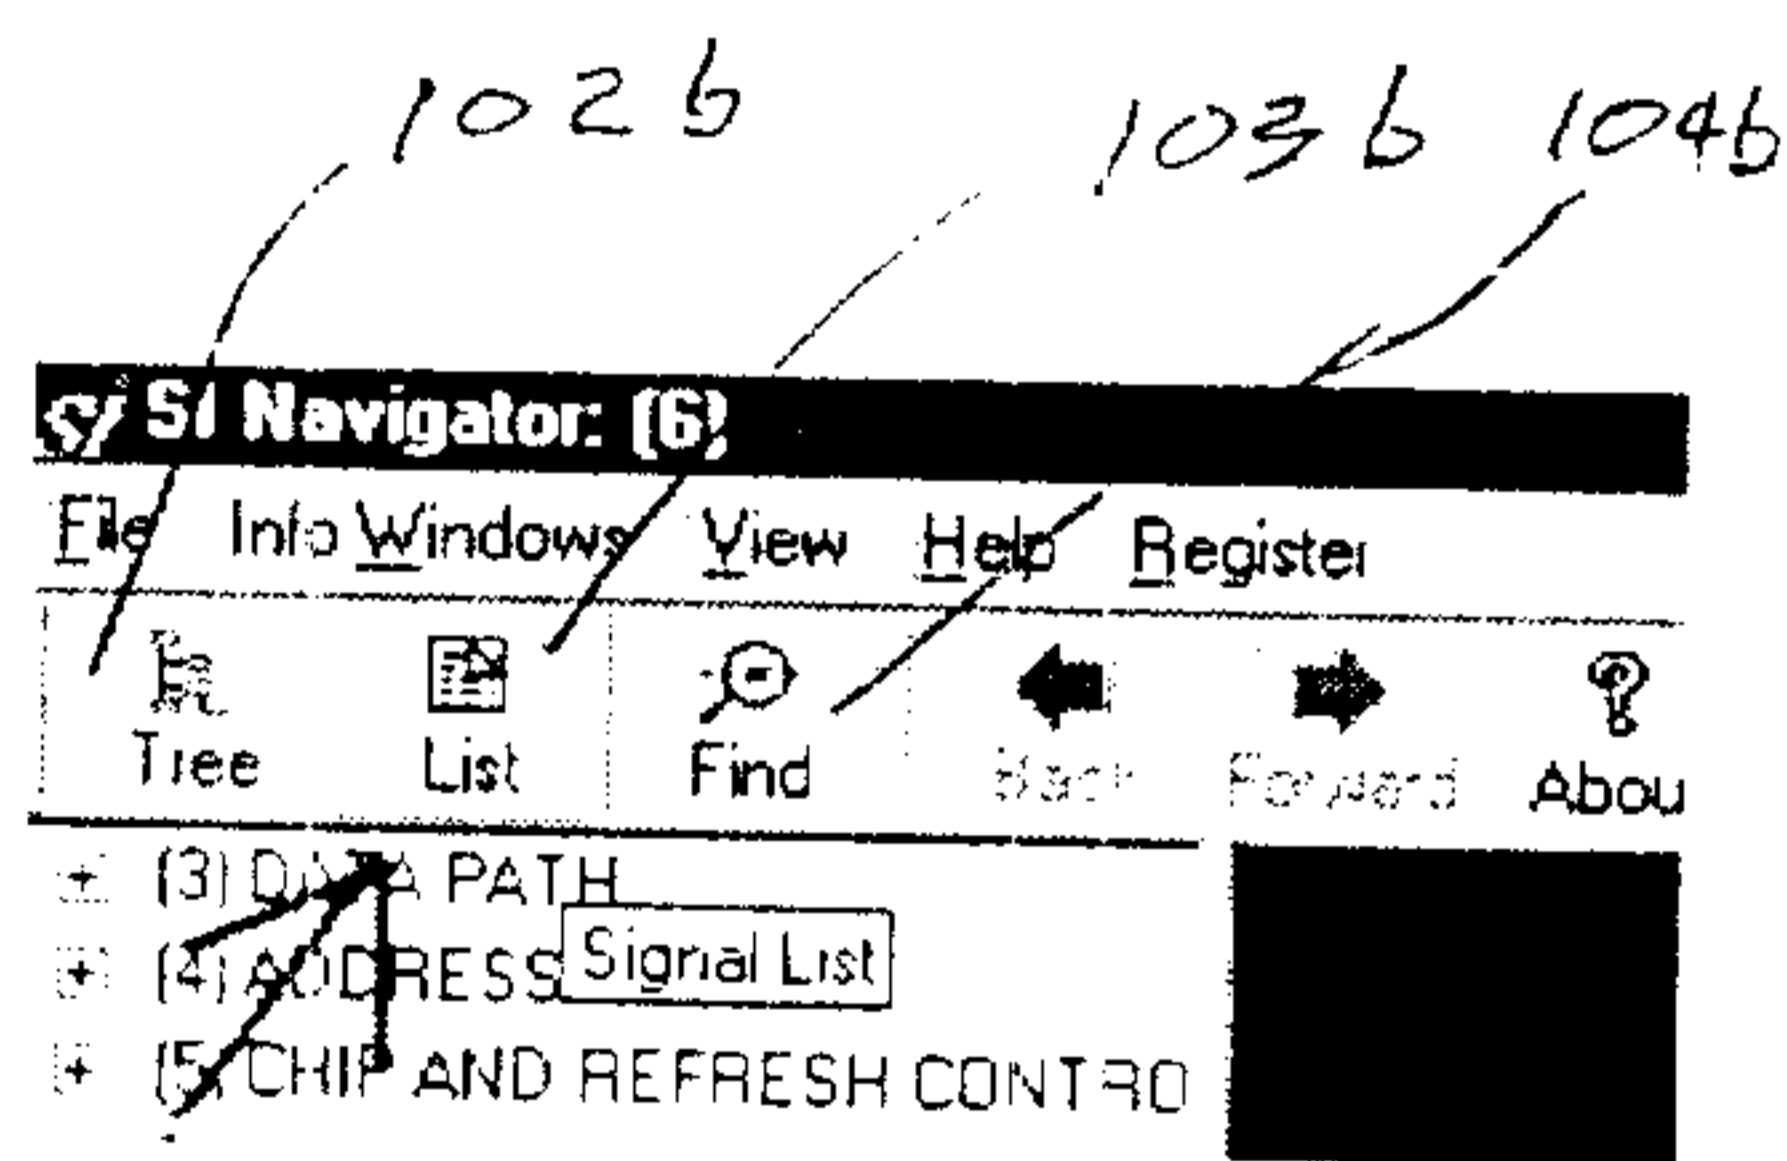 102b 103b 104b
SI Navigator: (6)
File Info Windows View Help Register
Tree List Find Back Forward Abou
(3) DATA PATH
Signal List
(4) ADDRESS
(5) CHIP AND REFRESH CONTRO